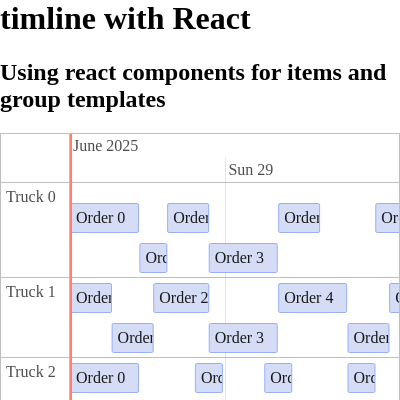 timline with React
Using react components for items and
group templates
June 2025
Sun 29
Truck 0
Order 0 Order Order Or
Orc Order 3
Truck 1
Order Order 2 Order 4
Order Order 3 Order
Truck 2
Order 0 Orc Orc Orc